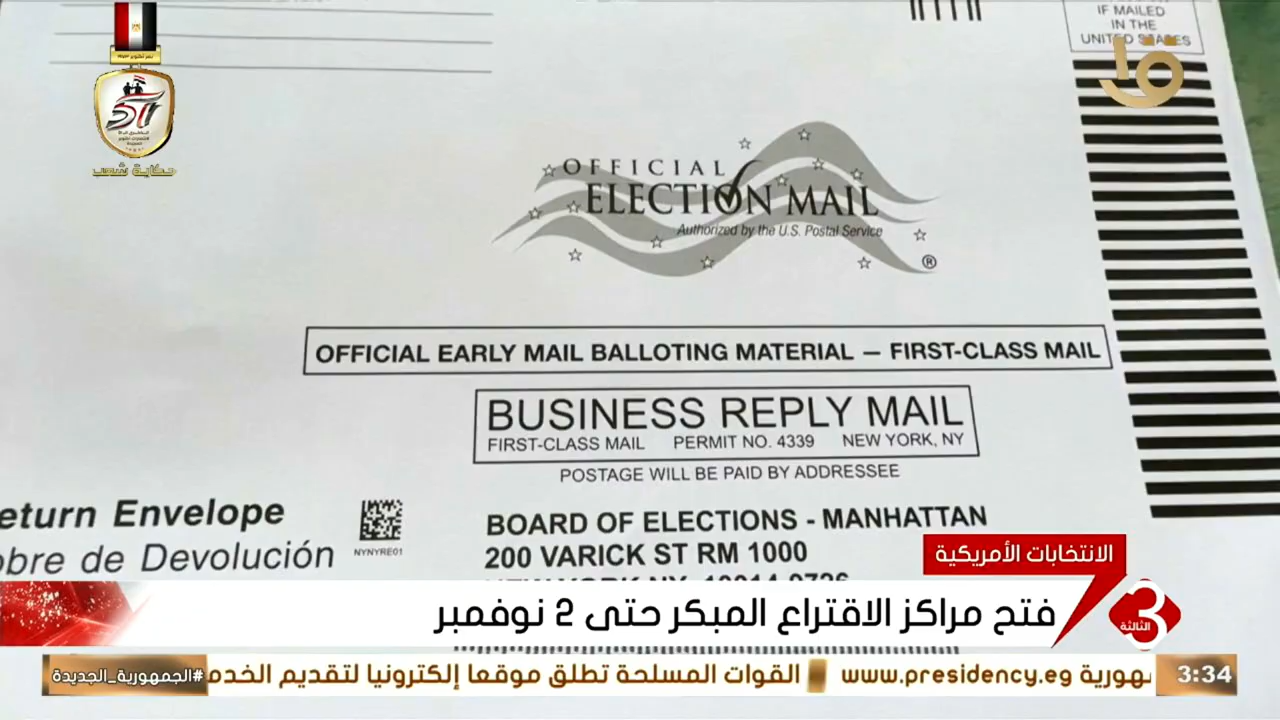 IF MAILED
IN THE
UNITED STATES
حكاية شعب
OFFICIAL
ELECTION MAIL
Authorized by the U.S. Postal Service
®
OFFICIAL EARLY MAIL BALLOTING MATERIAL – FIRST-CLASS MAIL
BUSINESS REPLY MAIL
FIRST-CLASS MAIL PERMIT NO. 4339 NEW YORK, NY
POSTAGE WILL BE PAID BY ADDRESSEE
eturn Envelope
obre de Devolución
NYNYRE01
BOARD OF ELECTIONS - MANHATTAN
200 VARICK ST RM 1000
الانتخابات الأمريكية
فتح مراكز الاقتراع المبكر حتى 2 نوفمبر
3 الثالثة
#الجمهورية_الجديدة
هورية www.presidency.eg القوات المسلحة تطلق موقعا إلكترونيا لتقديم الخدم
3:34